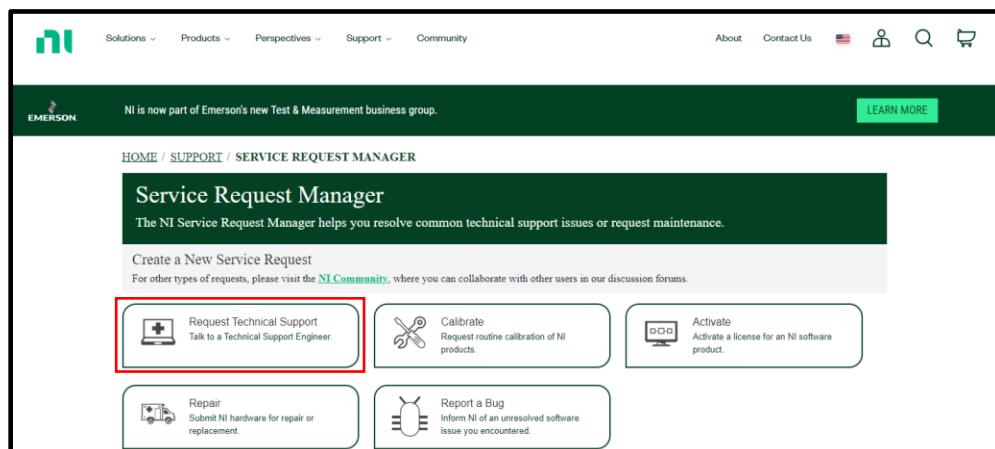 ni
Solutions Products Perspectives Support Community About Contact Us
EMERSON. NI is now part of Emerson's new Test & Measurement business group. LEARN MORE
HOME / SUPPORT / SERVICE REQUEST MANAGER
Service Request Manager
The NI Service Request Manager helps you resolve common technical support issues or request maintenance.
Create a New Service Request
For other types of requests, please visit the NI Community, where you can collaborate with other users in our discussion forums.
Request Technical Support
Talk to a Technical Support Engineer.
Calibrate
Request routine calibration of NI
products.
Activate
Activate a license for an NI software
product.
Repair
Submit NI hardware for repair or
replacement.
Report a Bug
Inform NI of an unresolved software
issue you encountered.